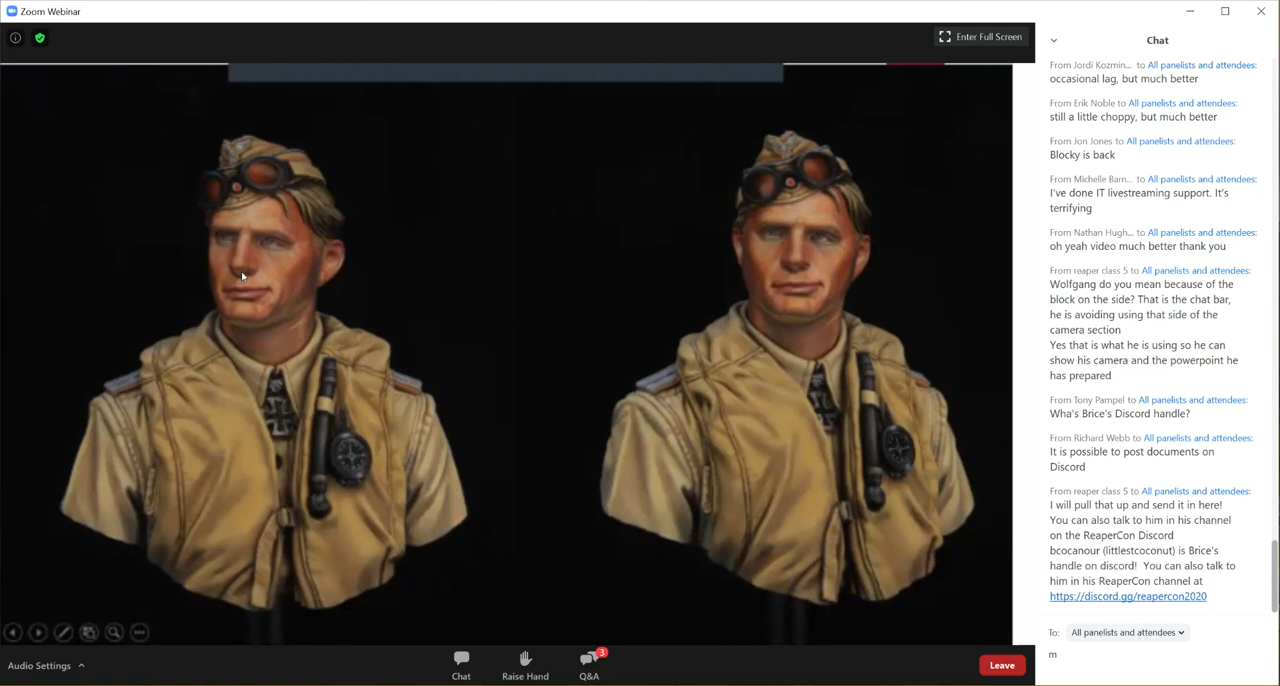 Zoom Webinar
Enter Full Screen
Chat
From Jordi Kozmin... to All panelists and attendees:
occasional lag, but much better
From Erik Noble to All panelists and attendees:
still a little choppy, but much better
From Jon Jones to All panelists and attendees:
Blocky is back
From Michelle Barn... to All panelists and attendees:
I've done IT livestreaming support. It's
terrifying
From Nathan Hugh... to All panelists and attendees:
oh yeah video much better thank you
From reaper class 5 to All panelists and attendees:
Wolfgang do you mean because of the
block on the side? That is the chat bar,
he is avoiding using that side of the
camera section
Yes that is what he is using so he can
show his camera and the powerpoint he
has prepared
From Tony Pampel to All panelists and attendees:
Wha's Brice's Discord handle?
From Richard Webb to All panelists and attendees:
It is possible to post documents on
Discord
From reaper class 5 to All panelists and attendees:
I will pull that up and send it in here!
You can also talk to him in his channel
on the ReaperCon Discord
bcocanour (littlestcoconut) is Brice's
handle on discord! You can also talk to
him in his ReaperCon channel at
https://discord.gg/reapercon2020
To: All panelists and attendees
m
Audio Settings
Chat
Raise Hand
3
Q&A
Leave